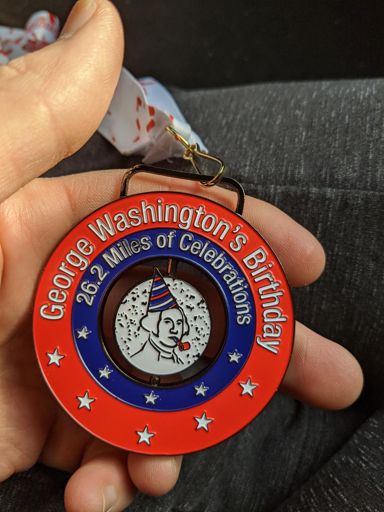 George Washington's Birthday
26.2 Miles of Celebrations